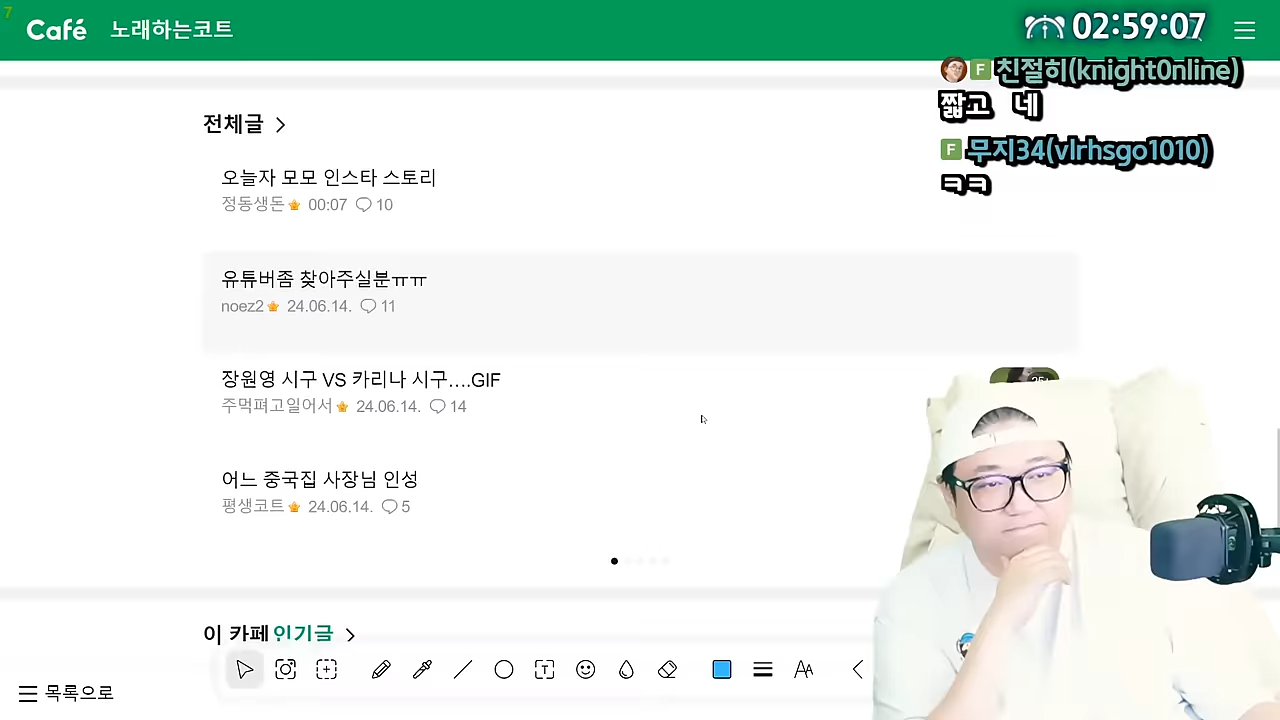 7
Café 노래하는코트
02:59:07
F 친절히(knight0nline)
짧고 네
F 무지34(vlrhsgo1010)
ㅋㅋ
전체글
오늘자 모모 인스타 스토리
정동생돈 00:07 10
유튜버좀 찾아주실분ㅠㅠ
noez2 24.06.14. 11
장원영 시구 VS 카리나 시구....GIF
주먹펴고일어서 24.06.14. 14
어느 중국집 사장님 인성
평생코트 24.06.14. 5
이 카페 인기글
목록으로